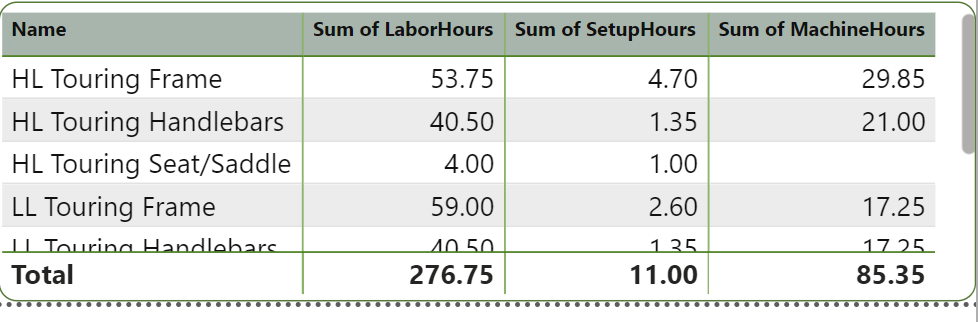 Name Sum of LaborHours Sum of SetupHours Sum of MachineHours
HL Touring Frame 53.75 4.70 29.85
HL Touring Handlebars 40.50 1.35 21.00
HL Touring Seat/Saddle 4.00 1.00
LL Touring Frame 59.00 2.60 17.25
LL Touring Handlebars 40.50 1.35 17.25
Total 276.75 11.00 85.35